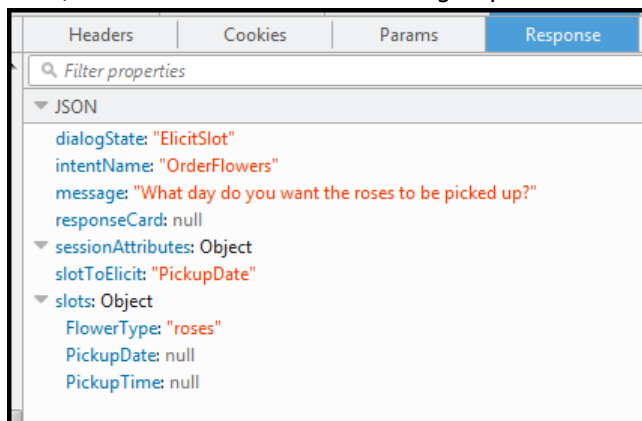 Headers Cookies Params Response
Filter properties
JSON
dialogState: "ElicitSlot"
intentName: "OrderFlowers"
message: "What day do you want the roses to be picked up?"
responseCard: null
sessionAttributes: Object
slotToElicit: "PickupDate"
slots: Object
FlowerType: "roses"
PickupDate: null
PickupTime: null